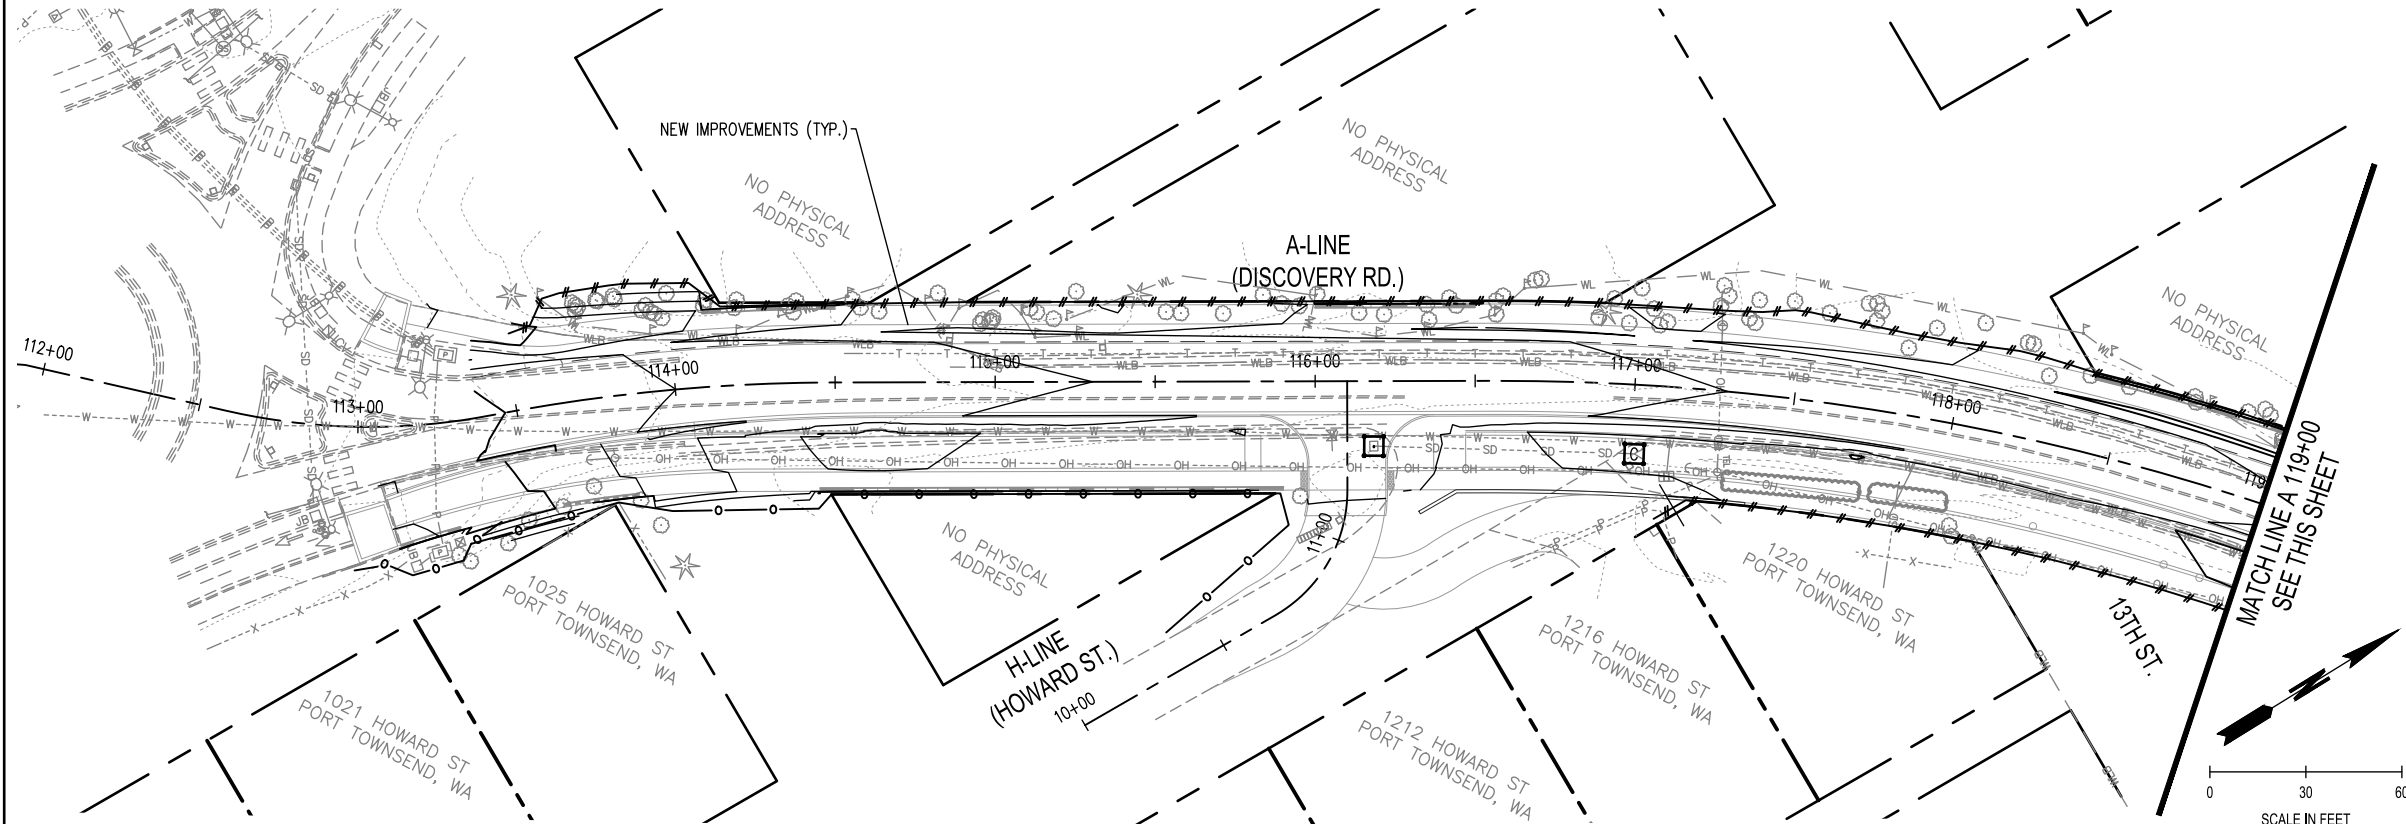 NEW IMPROVEMENTS (TYP.)
NO PHYSICAL
ADDRESS
NO PHYSICAL
ADDRESS
A-LINE
(DISCOVERY RD.)
NO PHYSICAL
ADDRESS
112+00
113+00
114+00
115+00
116+00
117+00
118+00
119
MATCH LINE A 119+00
SEE THIS SHEET
NO PHYSICAL
ADDRESS
11+00
H-LINE
(HOWARD ST.)
10+00
1025 HOWARD ST
PORT TOWNSEND, WA
1021 HOWARD ST
PORT TOWNSEND, WA
1220 HOWARD ST
PORT TOWNSEND, WA
1216 HOWARD ST
PORT TOWNSEND, WA
1212 HOWARD ST
PORT TOWNSEND, WA
13TH ST.
N
0 30 60
SCALE IN FEET